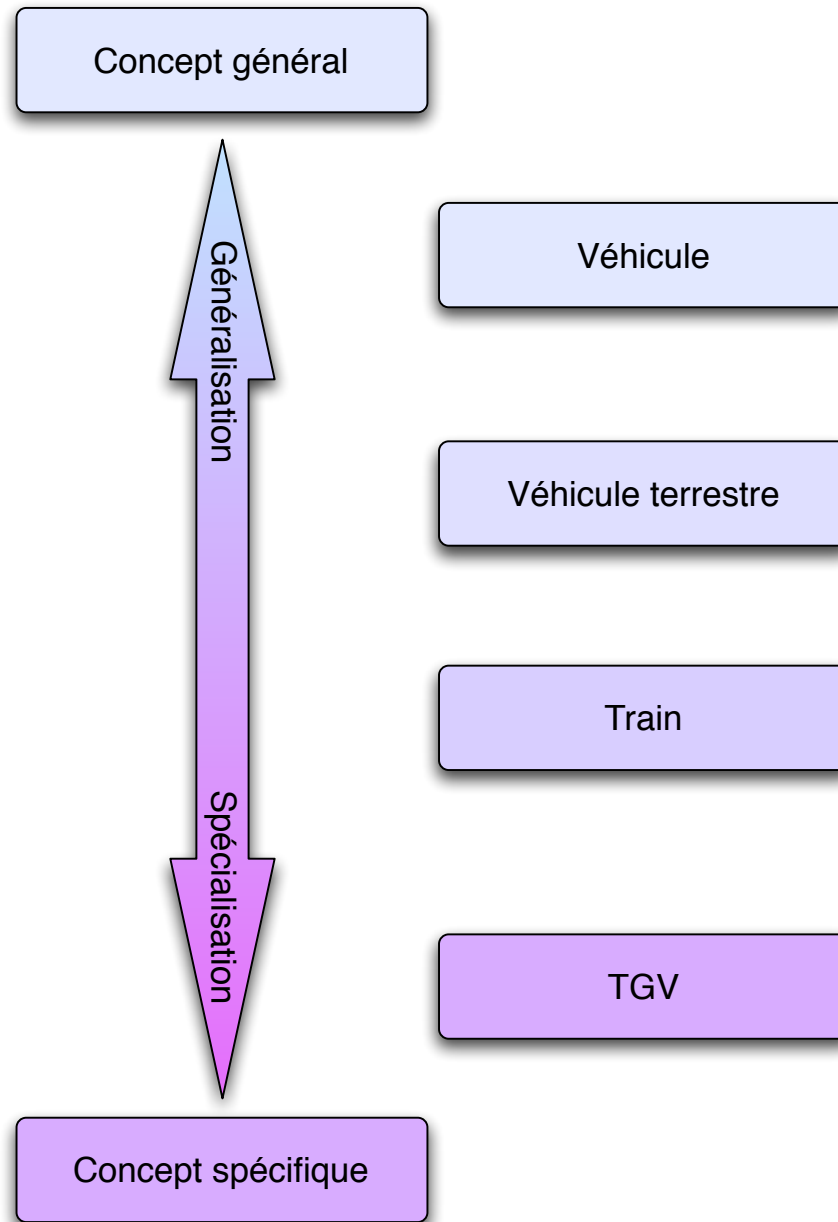 Concept général
Généralisation
Véhicule
Véhicule terrestre
Train
Spécialisation
TGV
Concept spécifique